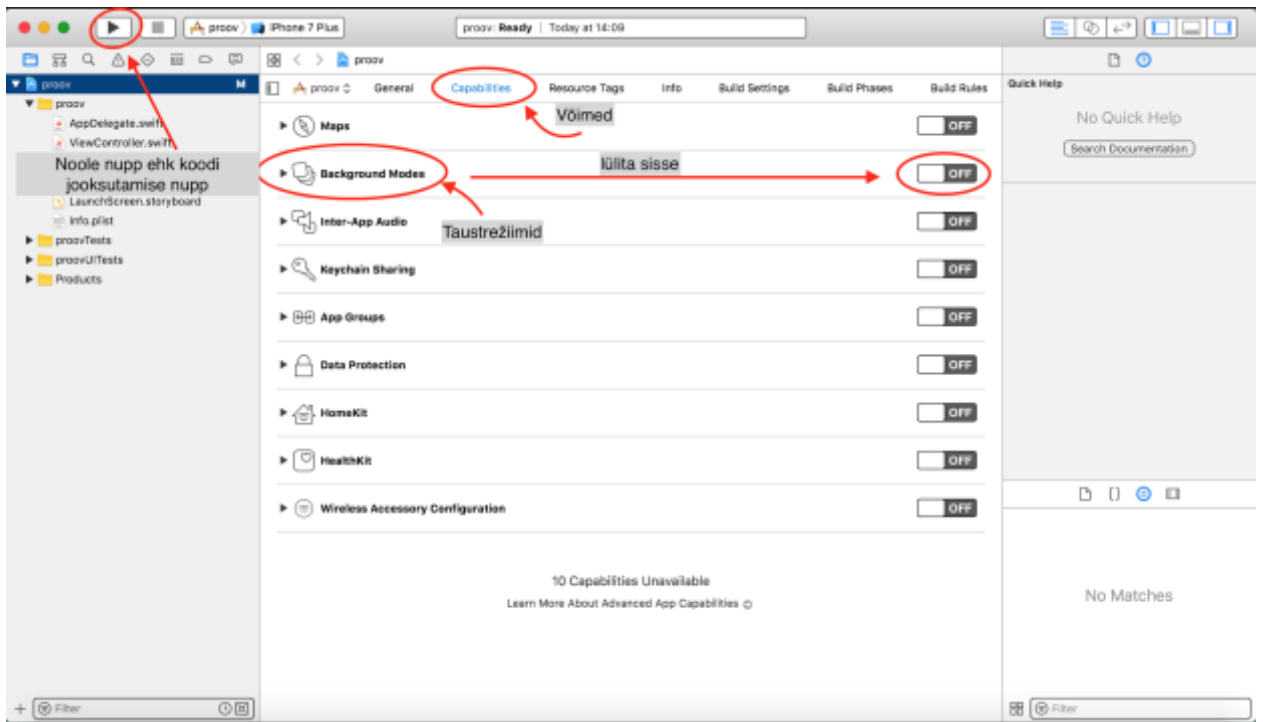 proov
iPhone 7 Plus
proov: Ready | Today at 14:09
proov
proov M
proov General Capabilities Resource Tags Info Build Settings Build Phases Build Rules
Quick Help
proov
AppDelegate.swift
ViewController.swift
Noole nupp ehk koodi
jooksutamise nupp
LaunchScreen.storyboard
Info.plist
proovTests
proovUITests
Products
Võimed
Maps OFF
lülita sisse
Background Modes OFF
Taustrežiimid
Inter-App Audio OFF
Keychain Sharing OFF
App Groups OFF
Data Protection OFF
HomeKit OFF
HealthKit OFF
Wireless Accessory Configuration OFF
10 Capabilities Unavailable
Learn More About Advanced App Capabilities
No Quick Help
Search Documentation
No Matches
Filter
Filter